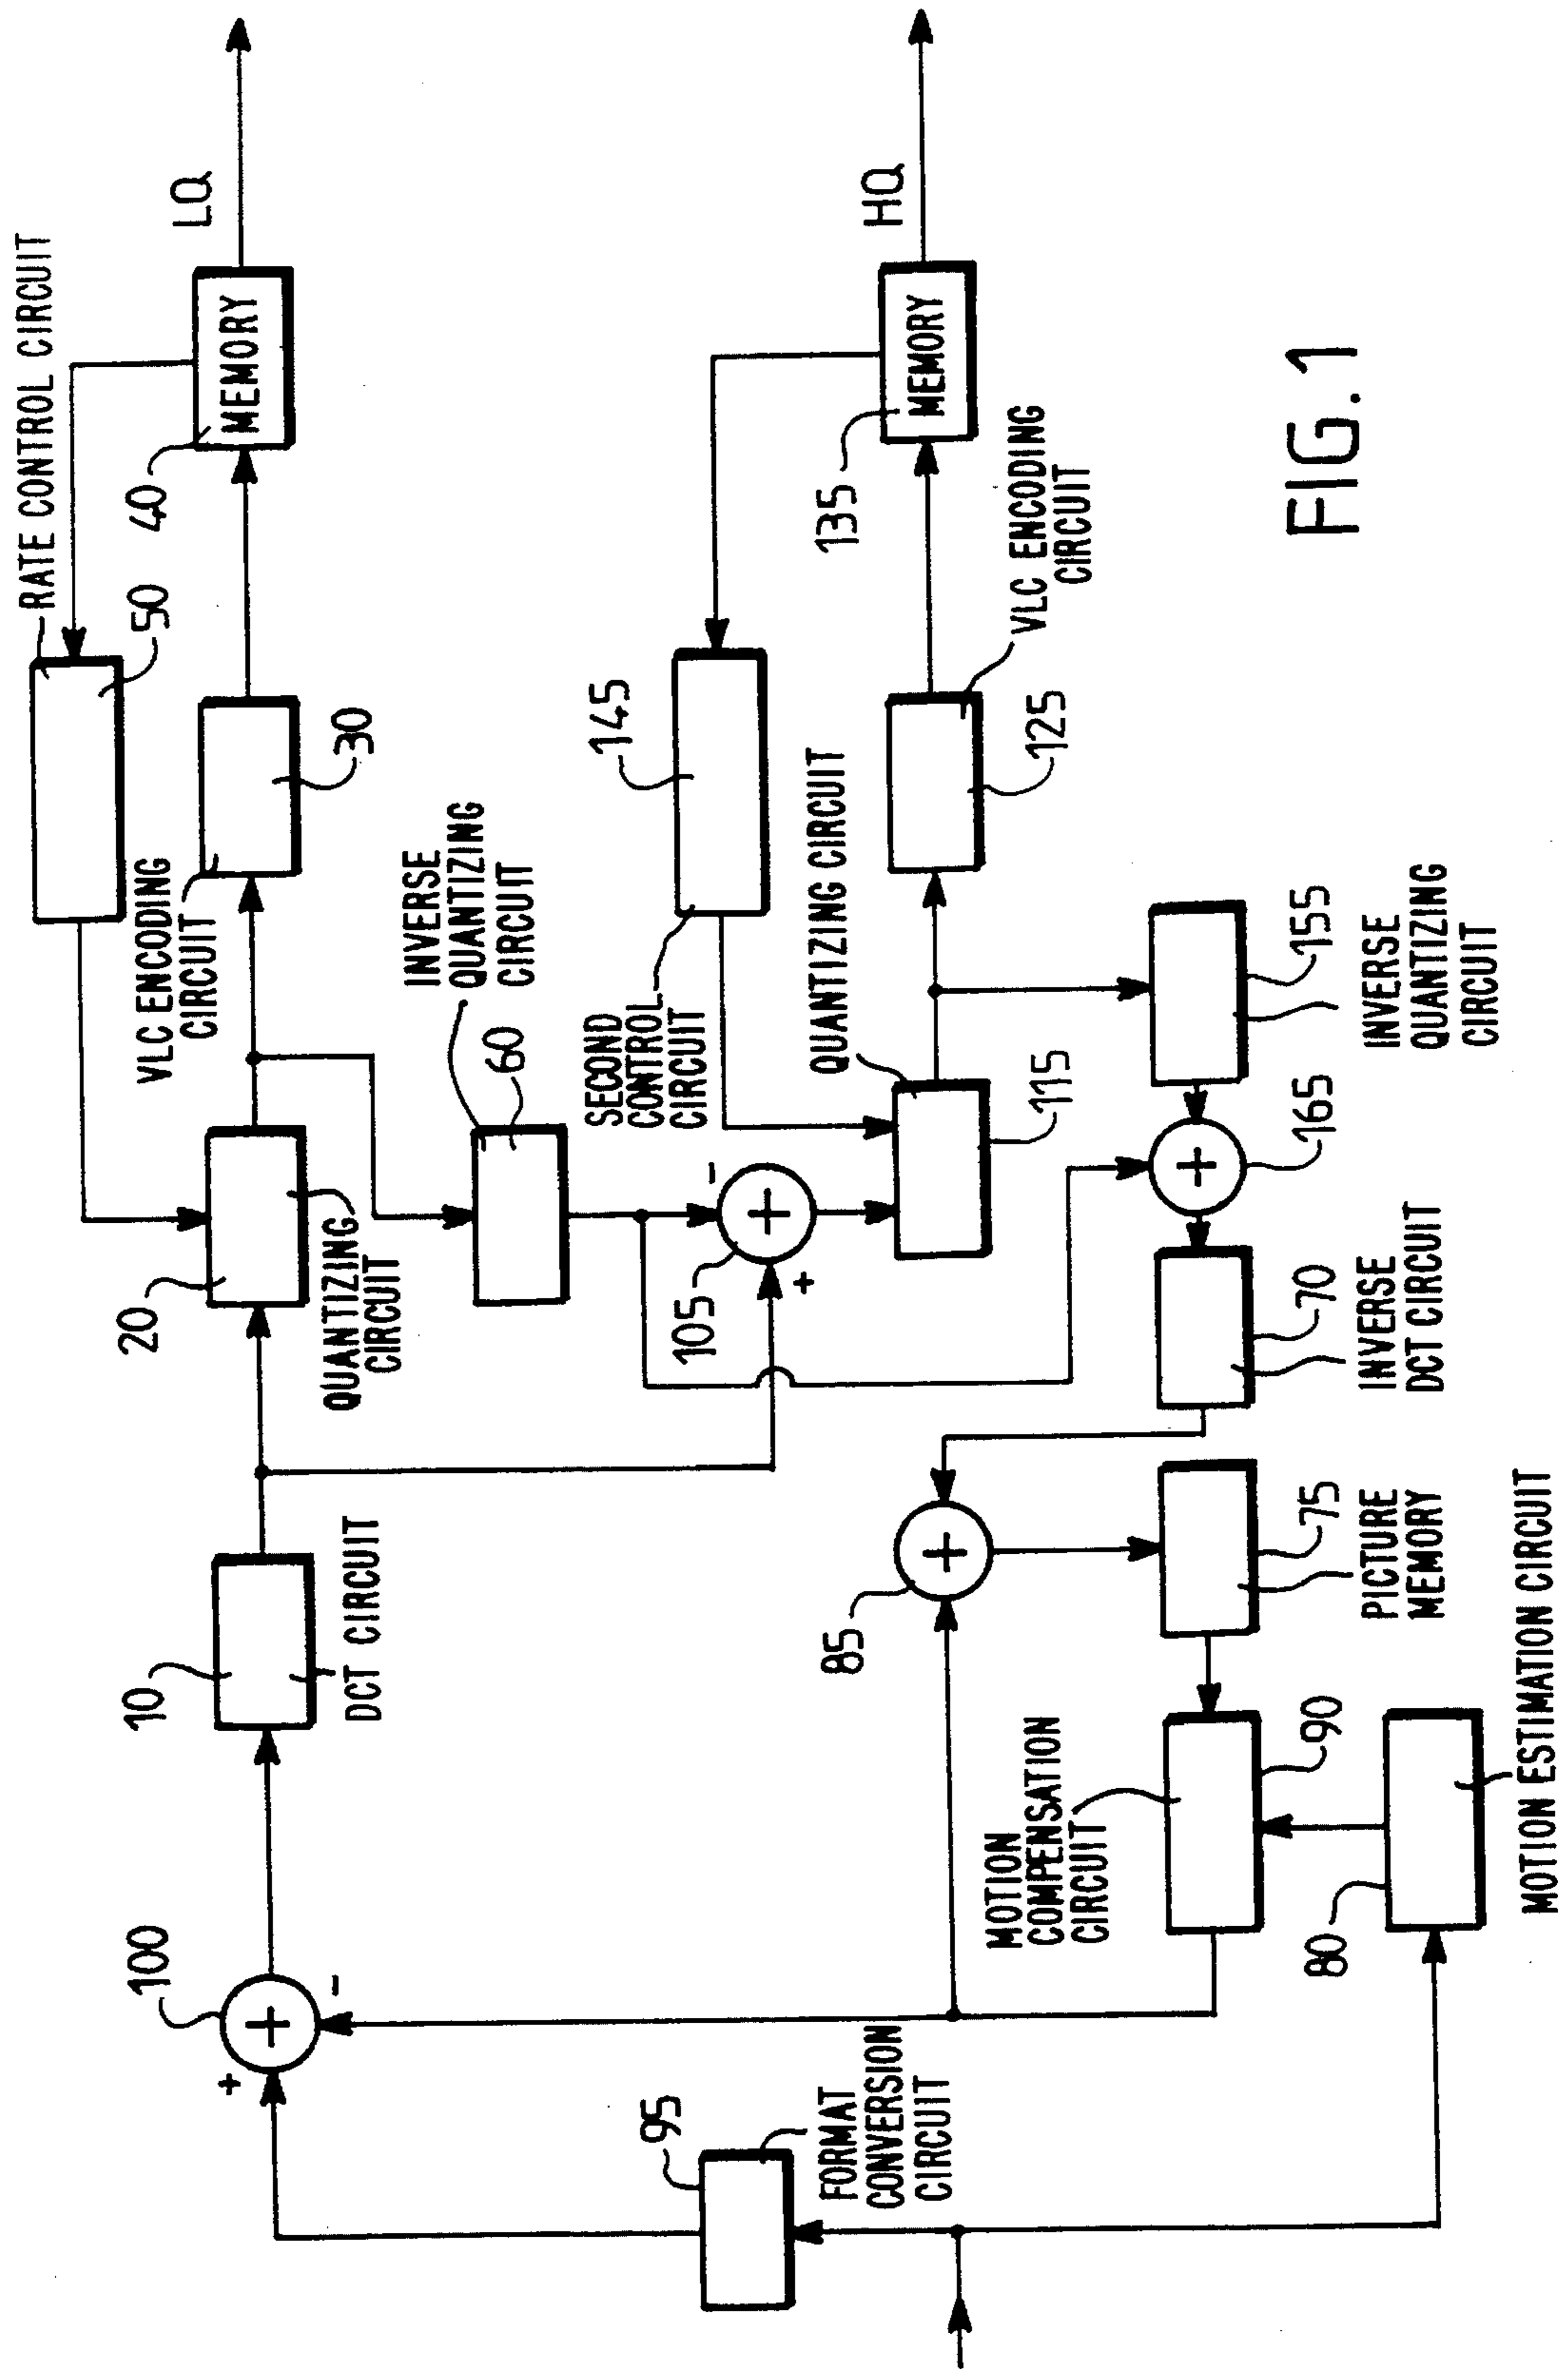 RATE CONTROL CIRCUIT
50
LQ
40
MEMORY
VLC ENCODING
CIRCUIT
30
20
QUANTIZING
CIRCUIT
INVERSE
QUANTIZING
CIRCUIT
60
10
DCT CIRCUIT
100
+
+
-
145
SECOND
CONTROL
CIRCUIT
HQ
135
MEMORY
VLC ENCODING
CIRCUIT
125
QUANTIZING CIRCUIT
115
105
+
-
+
INVERSE
QUANTIZING
CIRCUIT
155
165
+
INVERSE
DCT CIRCUIT
70
85
+
75
PICTURE
MEMORY
MOTION
COMPENSATION
CIRCUIT
90
80
MOTION ESTIMATION CIRCUIT
95
FORMAT
CONVERSION
CIRCUIT
FIG. 1